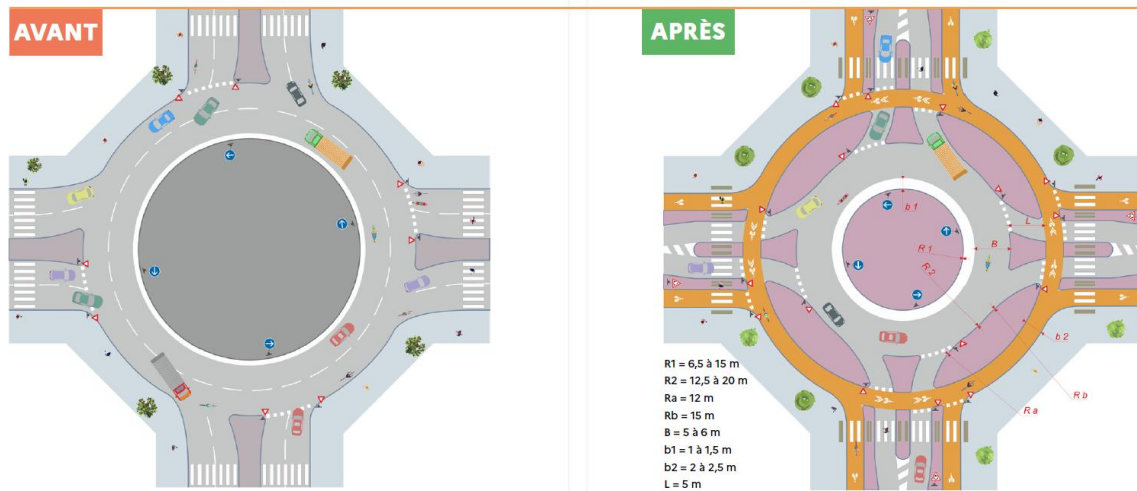 AVANT
APRÈS
b1
L
B
R1
R2
b2
Rb
Ra
R1 = 6,5 à 15 m
R2 = 12,5 à 20 m
Ra = 12 m
Rb = 15 m
B = 5 à 6 m
b1 = 1 à 1,5 m
b2 = 2 à 2,5 m
L = 5 m